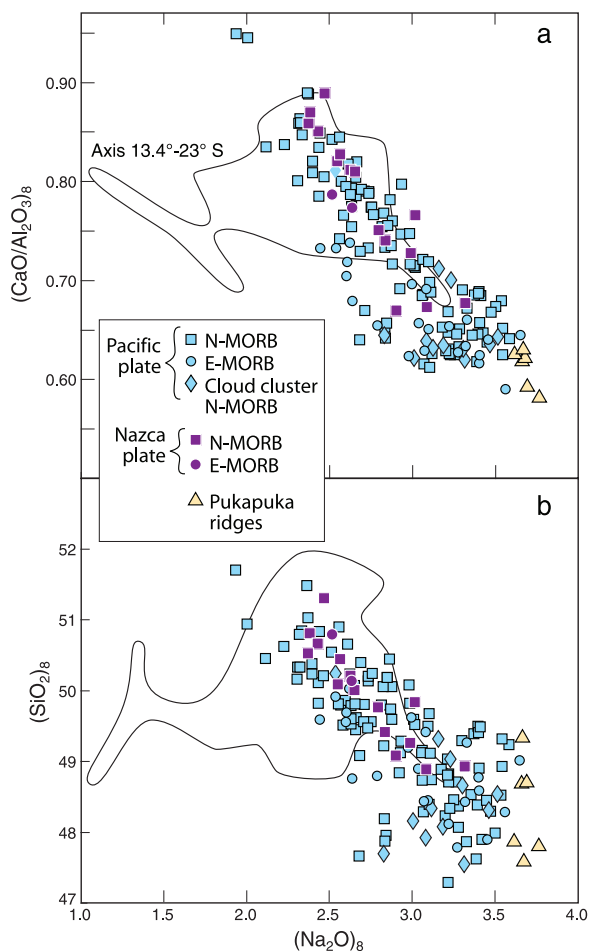 a
0.90
Axis 13.4°-23° S
0.80
(CaO/Al₂O₃)₈
0.70
0.60
Pacific plate
N-MORB
E-MORB
Cloud cluster
N-MORB
Nazca plate
N-MORB
E-MORB
Pukapuka
ridges
b
52
51
50
(SiO₂)₈
49
48
47
1.0 1.5 2.0 2.5 3.0 3.5 4.0
(Na₂O)₈